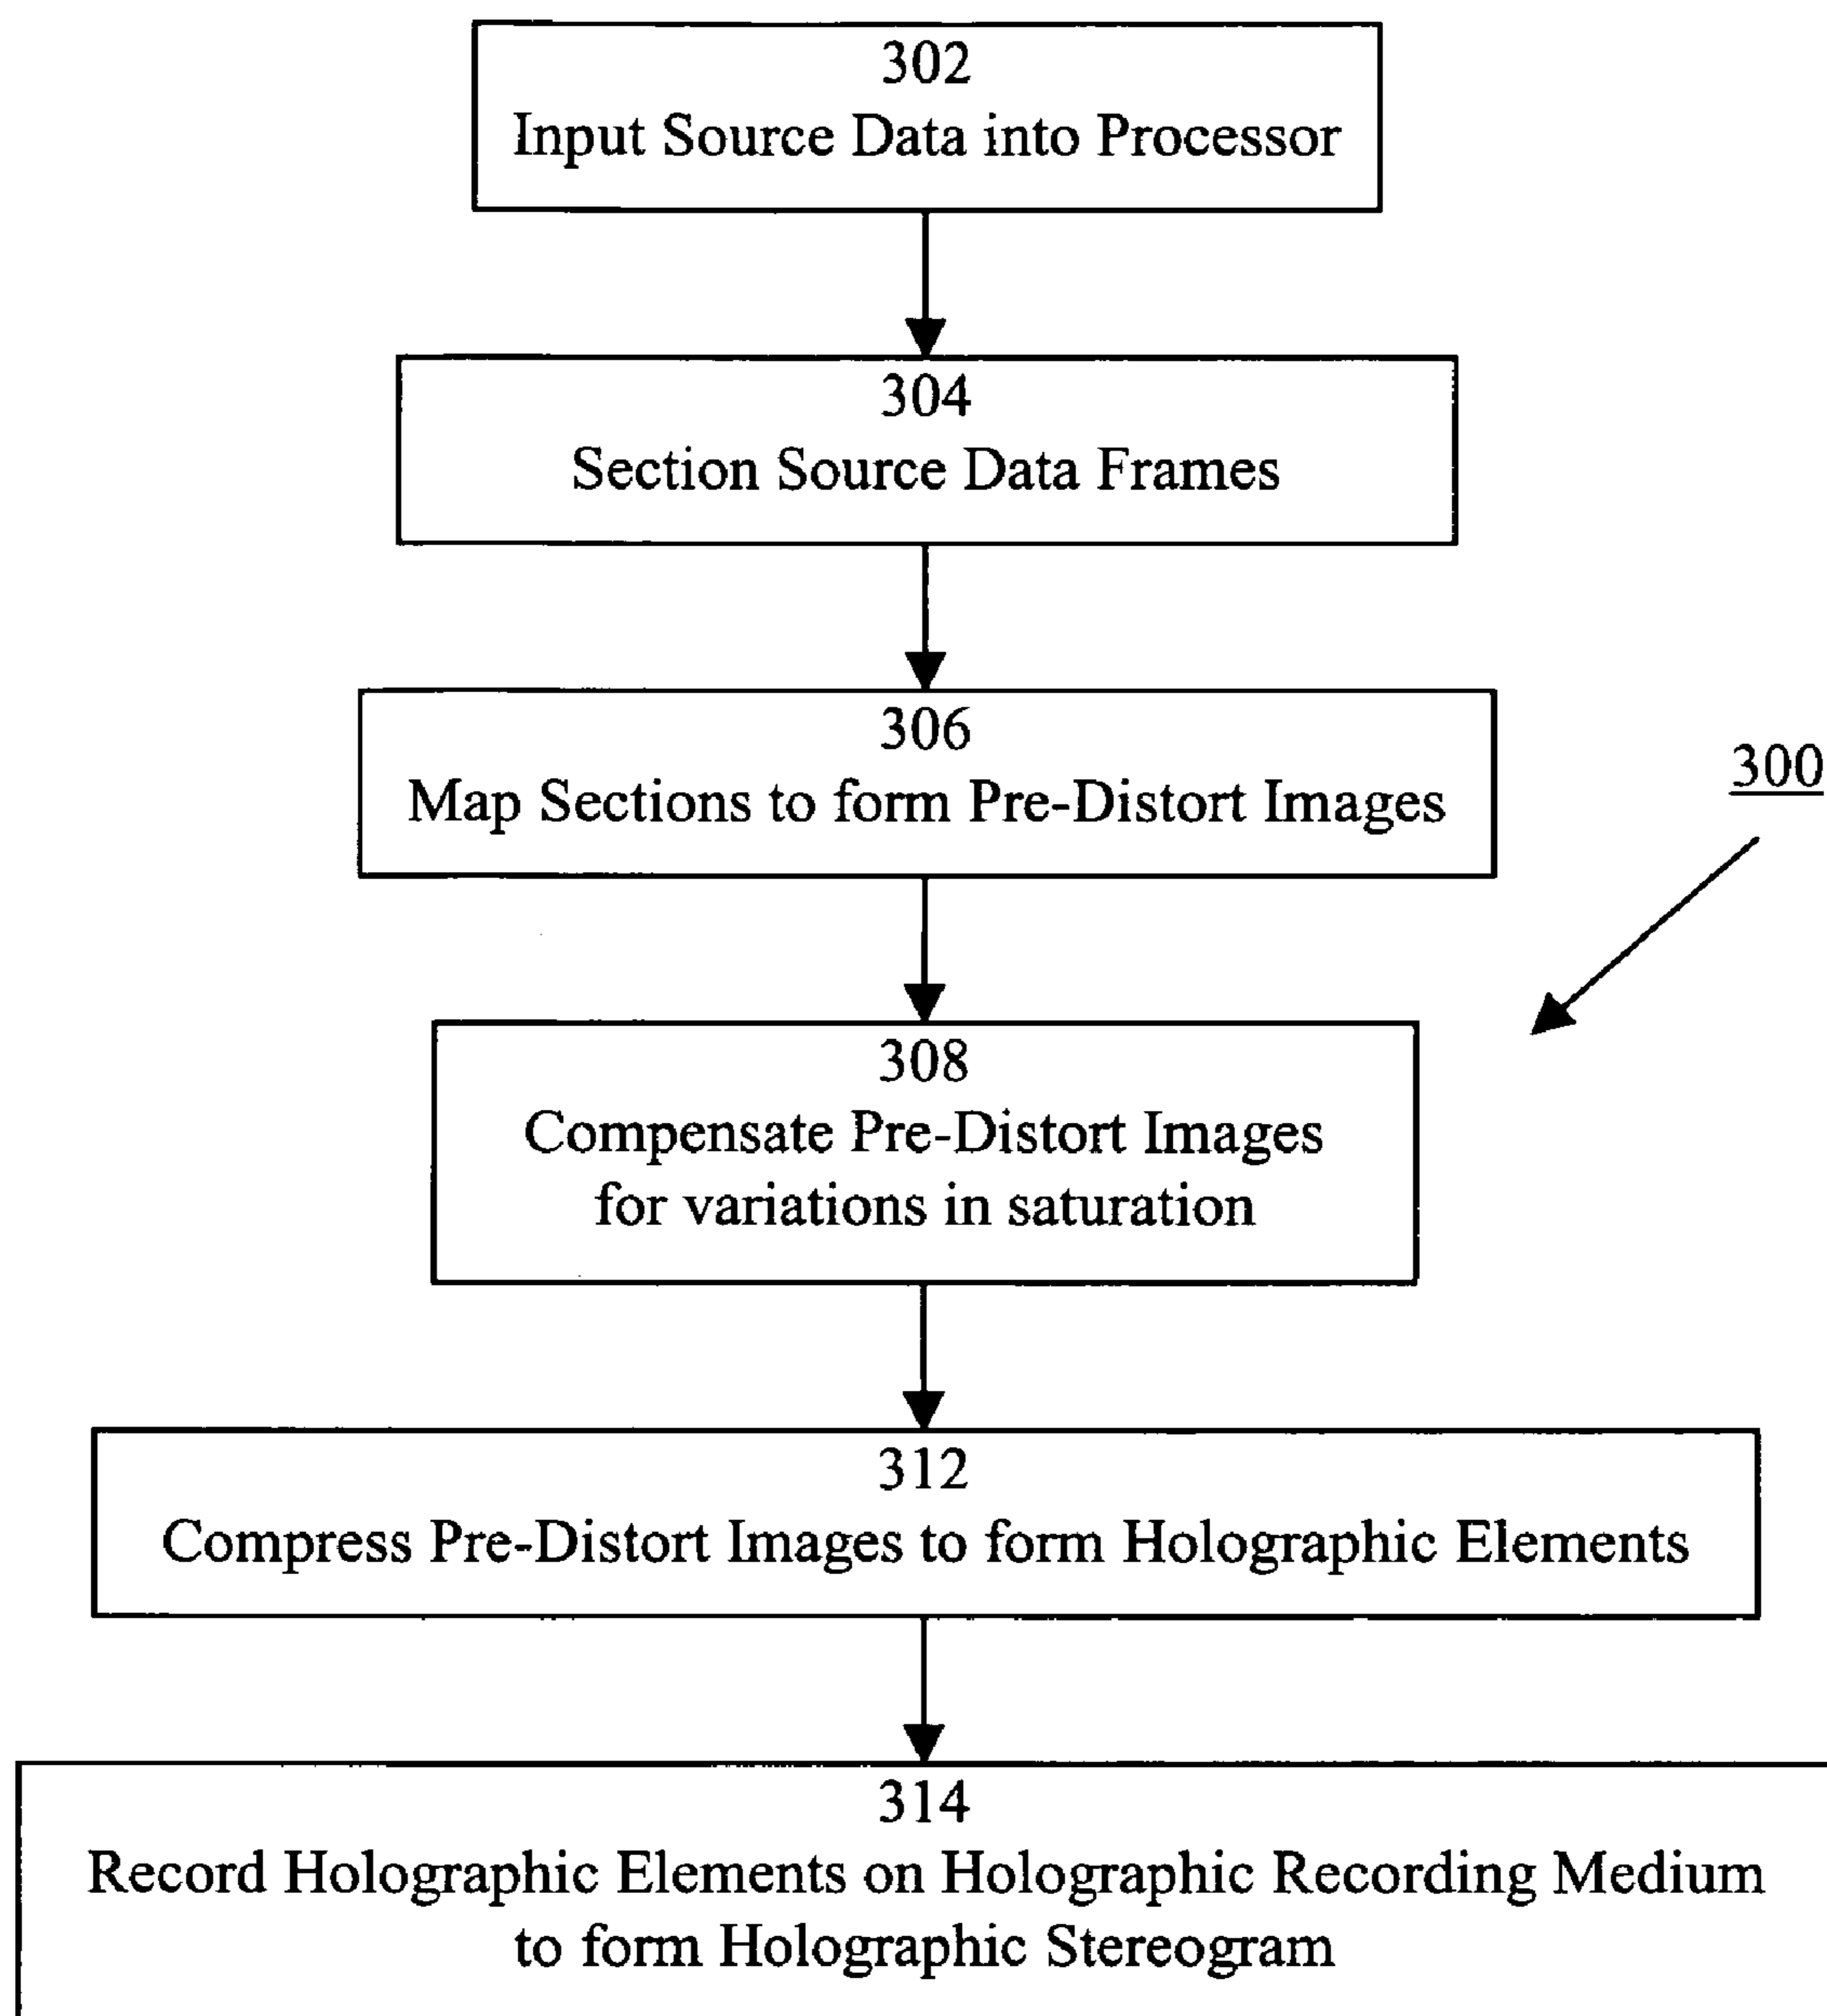 302
Input Source Data into Processor
304
Section Source Data Frames
306
Map Sections to form Pre-Distort Images
300
308
Compensate Pre-Distort Images
for variations in saturation
312
Compress Pre-Distort Images to form Holographic Elements
314
Record Holographic Elements on Holographic Recording Medium
to form Holographic Stereogram